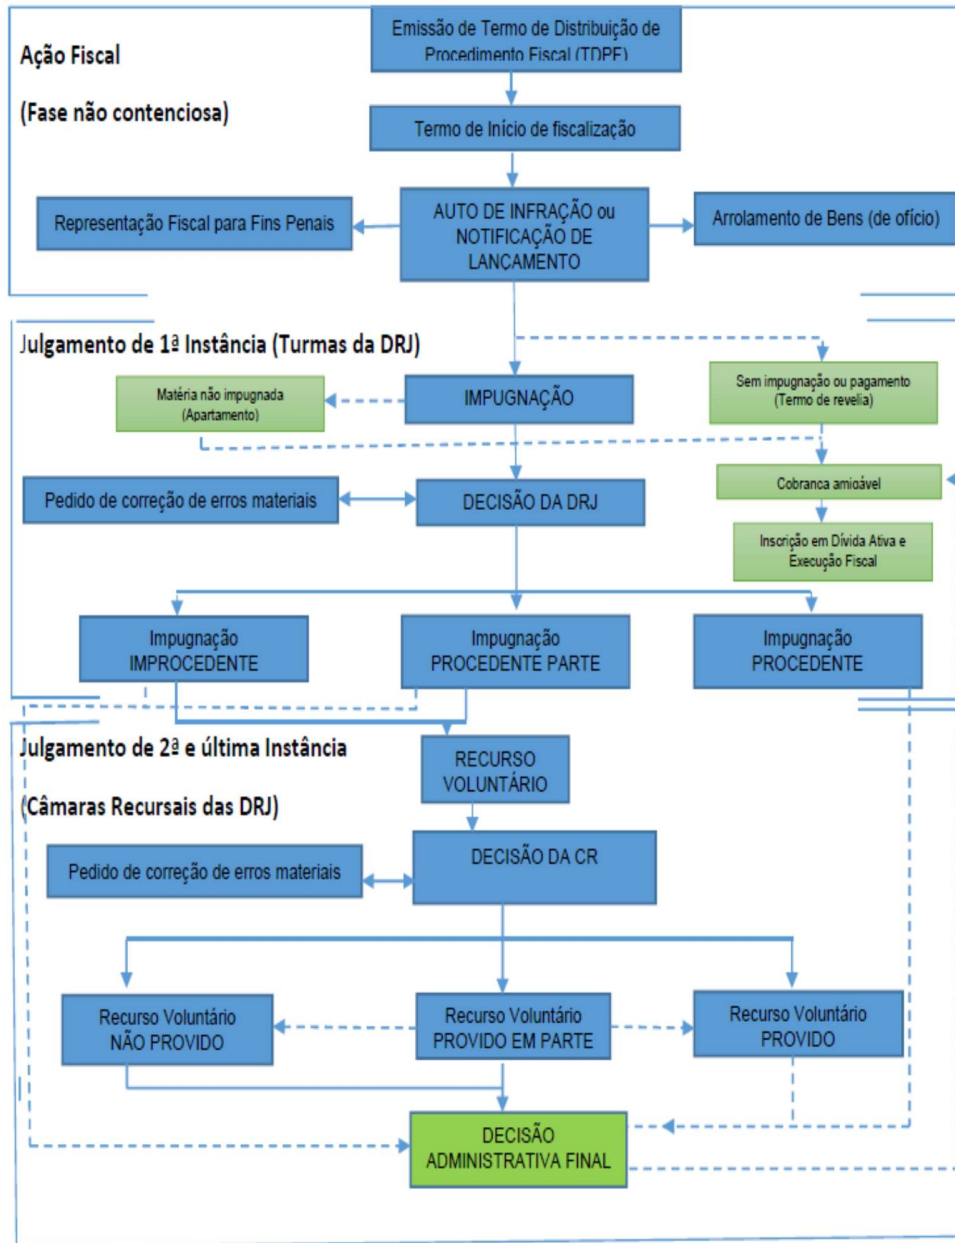 Emissão de Termo de Distribuição de
Procedimento Fiscal (TDPF)
Ação Fiscal
(Fase não contenciosa)
Termo de Início de fiscalização
Representação Fiscal para Fins Penais
AUTO DE INFRAÇÃO ou
NOTIFICAÇÃO DE
LANÇAMENTO
Arrolamento de Bens (de ofício)
Julgamento de 1ª Instância (Turmas da DRJ)
Matéria não impugnada
(Apartamento)
IMPUGNAÇÃO
Sem impugnação ou pagamento
(Termo de revelia)
Pedido de correção de erros materiais
DECISÃO DA DRJ
Cobranca amioável
Inscrição em Dívida Ativa e
Execução Fiscal
Impugnação
IMPROCEDENTE
Impugnação
PROCEDENTE PARTE
Impugnação
PROCEDENTE
Julgamento de 2ª e última Instância
(Câmaras Recursais das DRJ)
RECURSO
VOLUNTÁRIO
DECISÃO DA CR
Pedido de correção de erros materiais
Recurso Voluntário
NÃO PROVIDO
Recurso Voluntário
PROVIDO EM PARTE
Recurso Voluntário
PROVIDO
DECISÃO
ADMINISTRATIVA FINAL